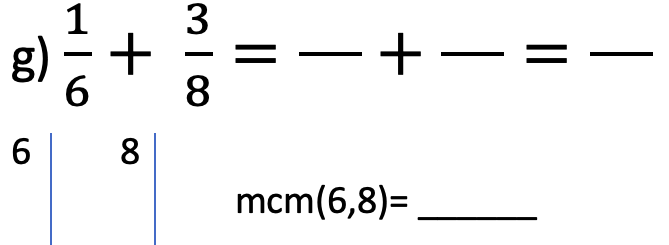 g) 1/6 + 3/8 = — + — = —
6 8
mcm(6,8)= ______